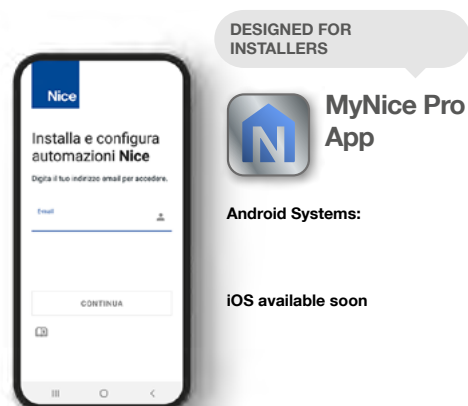 DESIGNED FOR
INSTALLERS
MyNice Pro
App
Android Systems:
iOS available soon
Nice
Installa e configura
automazioni Nice
Digita il tuo indirizzo email per accedere.
Email
CONTINUA
N